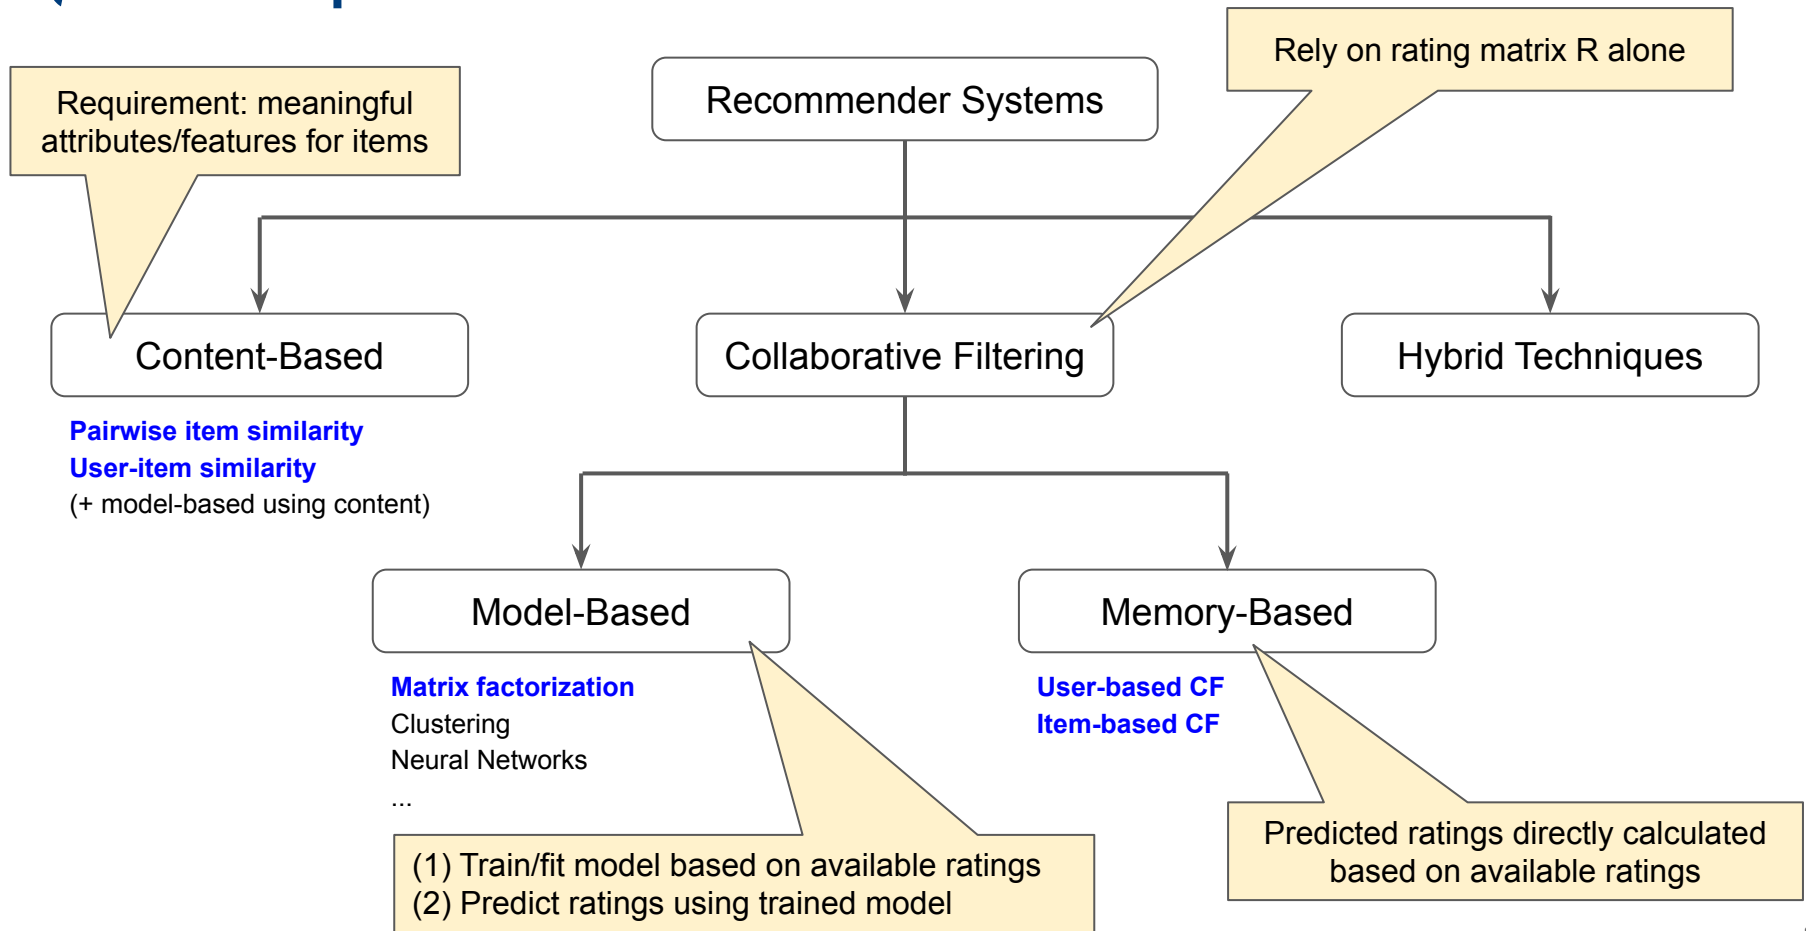 Rely on rating matrix R alone
Requirement: meaningful
attributes/features for items
Recommender Systems
Content-Based
Collaborative Filtering
Hybrid Techniques
Pairwise item similarity
User-item similarity
(+ model-based using content)
Model-Based
Memory-Based
Matrix factorization
Clustering
Neural Networks
...
User-based CF
Item-based CF
(1) Train/fit model based on available ratings
(2) Predict ratings using trained model
Predicted ratings directly calculated
based on available ratings